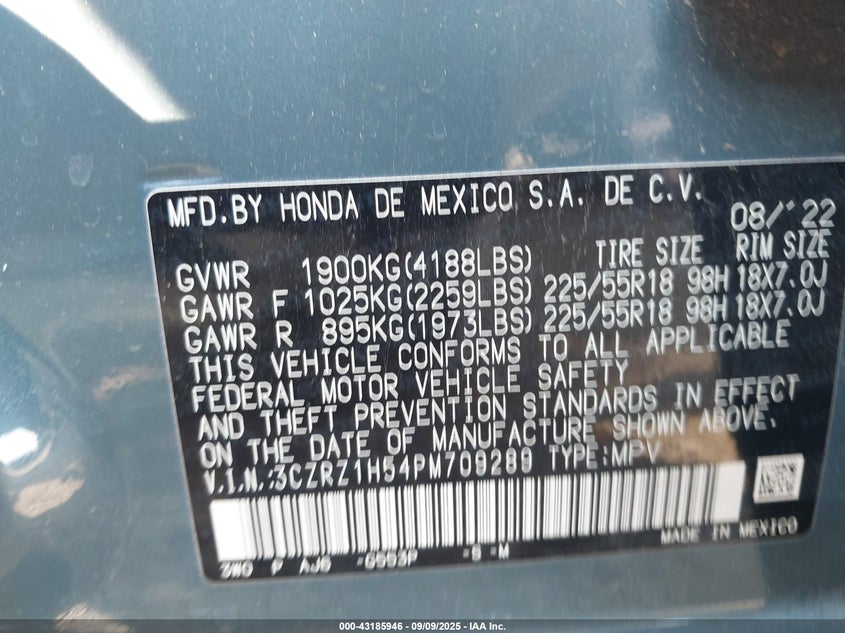 MFD.BY HONDA DE MEXICO S.A. DE C.V.
08/'22
TIRE SIZE RIM SIZE
GVWR 1900KG(4188LBS)
GAWR F 1025KG(2259LBS) 225/55R18 98H 18X7.0J
GAWR R 895KG(1973LBS) 225/55R18 98H 18X7.0J
THIS VEHICLE CONFORMS TO ALL APPLICABLE
FEDERAL MOTOR VEHICLE SAFETY
AND THEFT PREVENTION STANDARDS IN EFFECT
ON THE DATE OF MANUFACTURE SHOWN ABOVE.
V.I.N.:3CZRZ1H54PM709289 TYPE:MPV
MADE IN MEXICO
3W0 P AJ6 -G553P -S -M
000-43185946 - 09/09/2025 - IAA Inc.